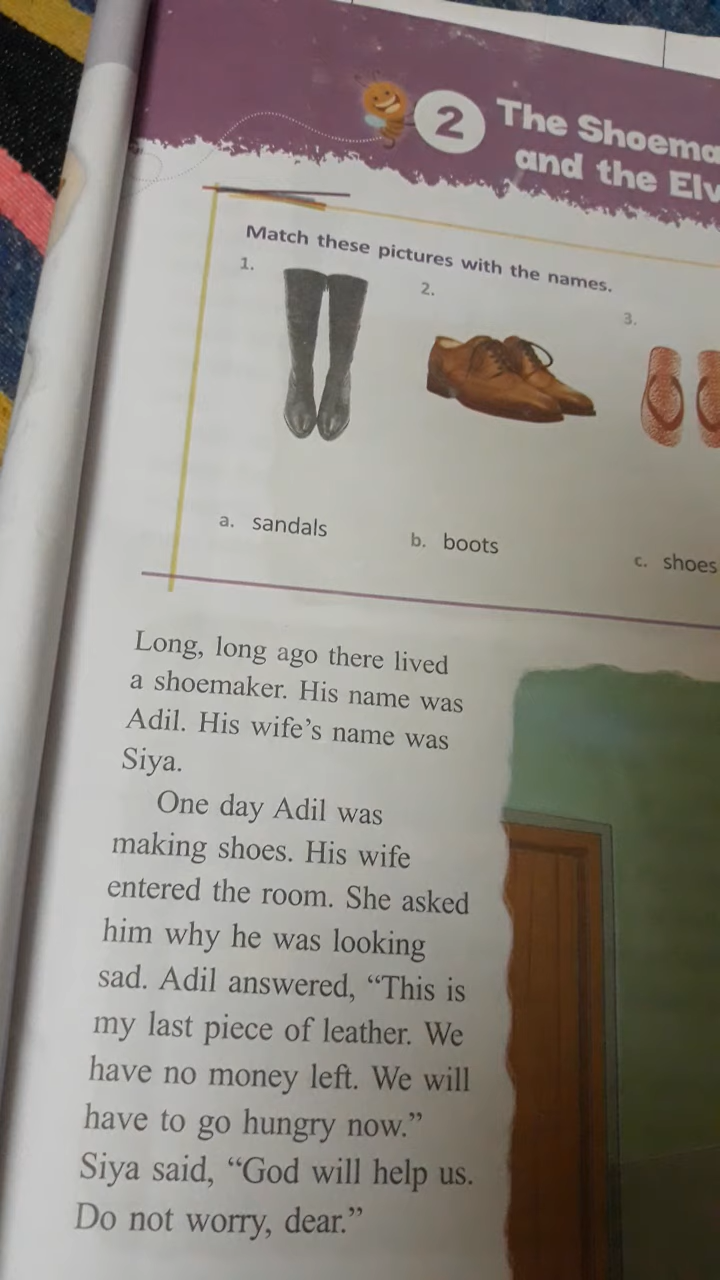 2
The Shoema
and the Elv
Match these pictures with the names.
1.
2.
3.
a. sandals
b. boots
c. shoes
Long, long ago there lived
a shoemaker. His name was
Adil. His wife's name was
Siya.
One day Adil was
making shoes. His wife
entered the room. She asked
him why he was looking
sad. Adil answered, “This is
my last piece of leather. We
have no money left. We will
have to go hungry now.”
Siya said, “God will help us.
Do not worry, dear.”